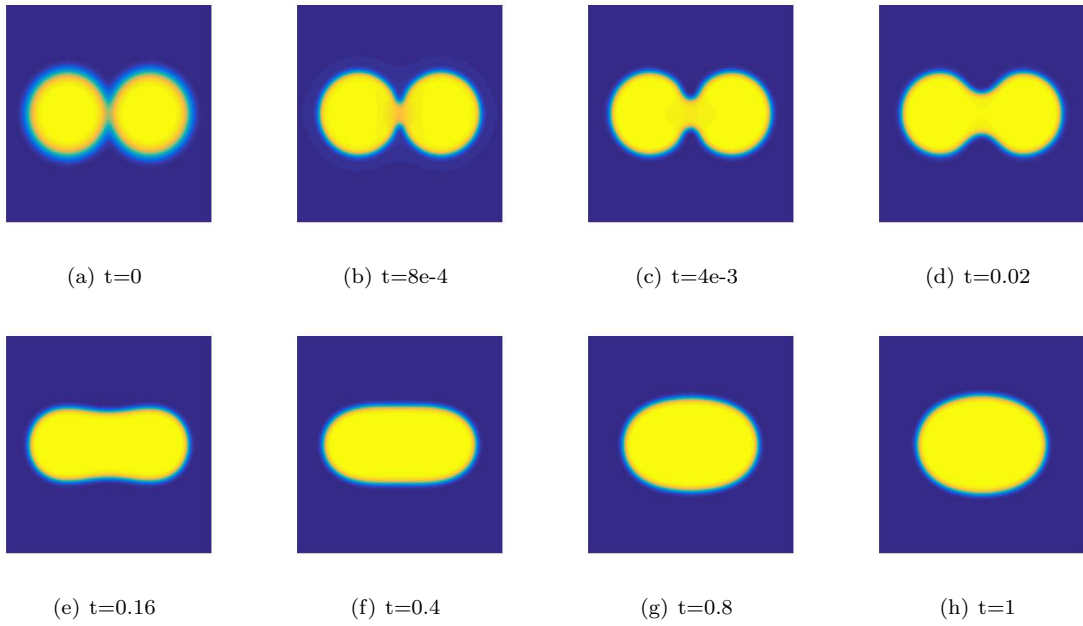 (a) t=0
(b) t=8e-4
(c) t=4e-3
(d) t=0.02
(e) t=0.16
(f) t=0.4
(g) t=0.8
(h) t=1